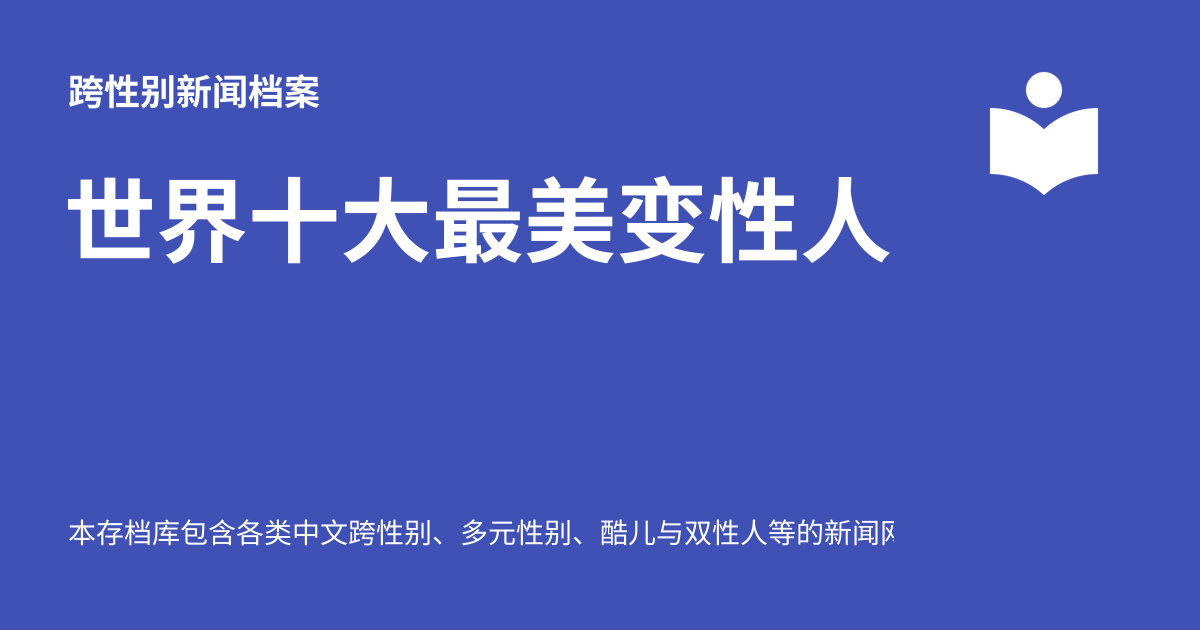 跨性别新闻档案
世界十大最美变性人
本存档库包含各类中文跨性别、多元性别、酷儿与双性人等的新闻